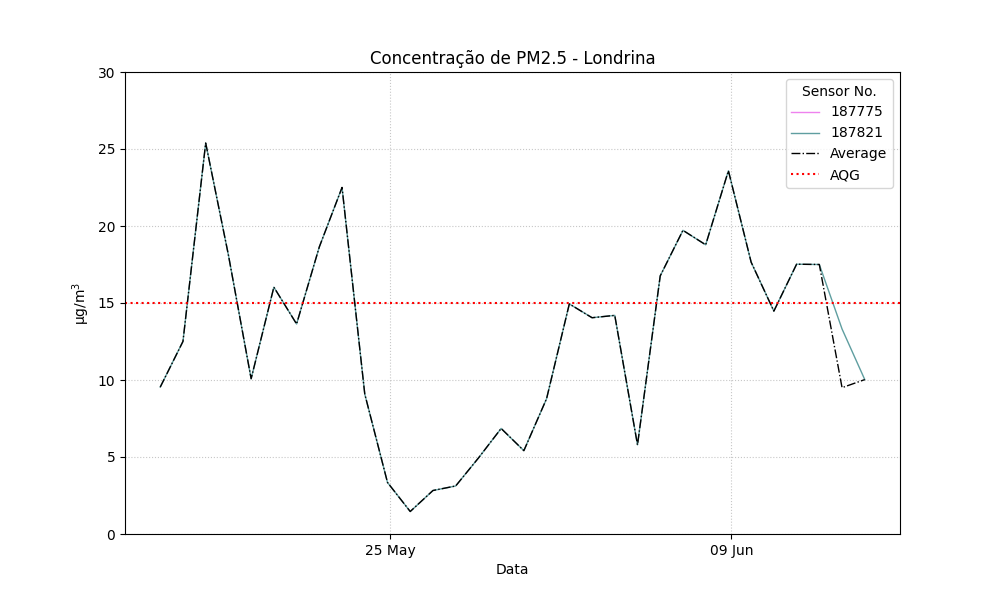 Concentração de PM2.5 - Londrina
30
25
20
15
10
5
0
µg/m³
25 May
09 Jun
Data
Sensor No.
187775
187821
Average
AQG